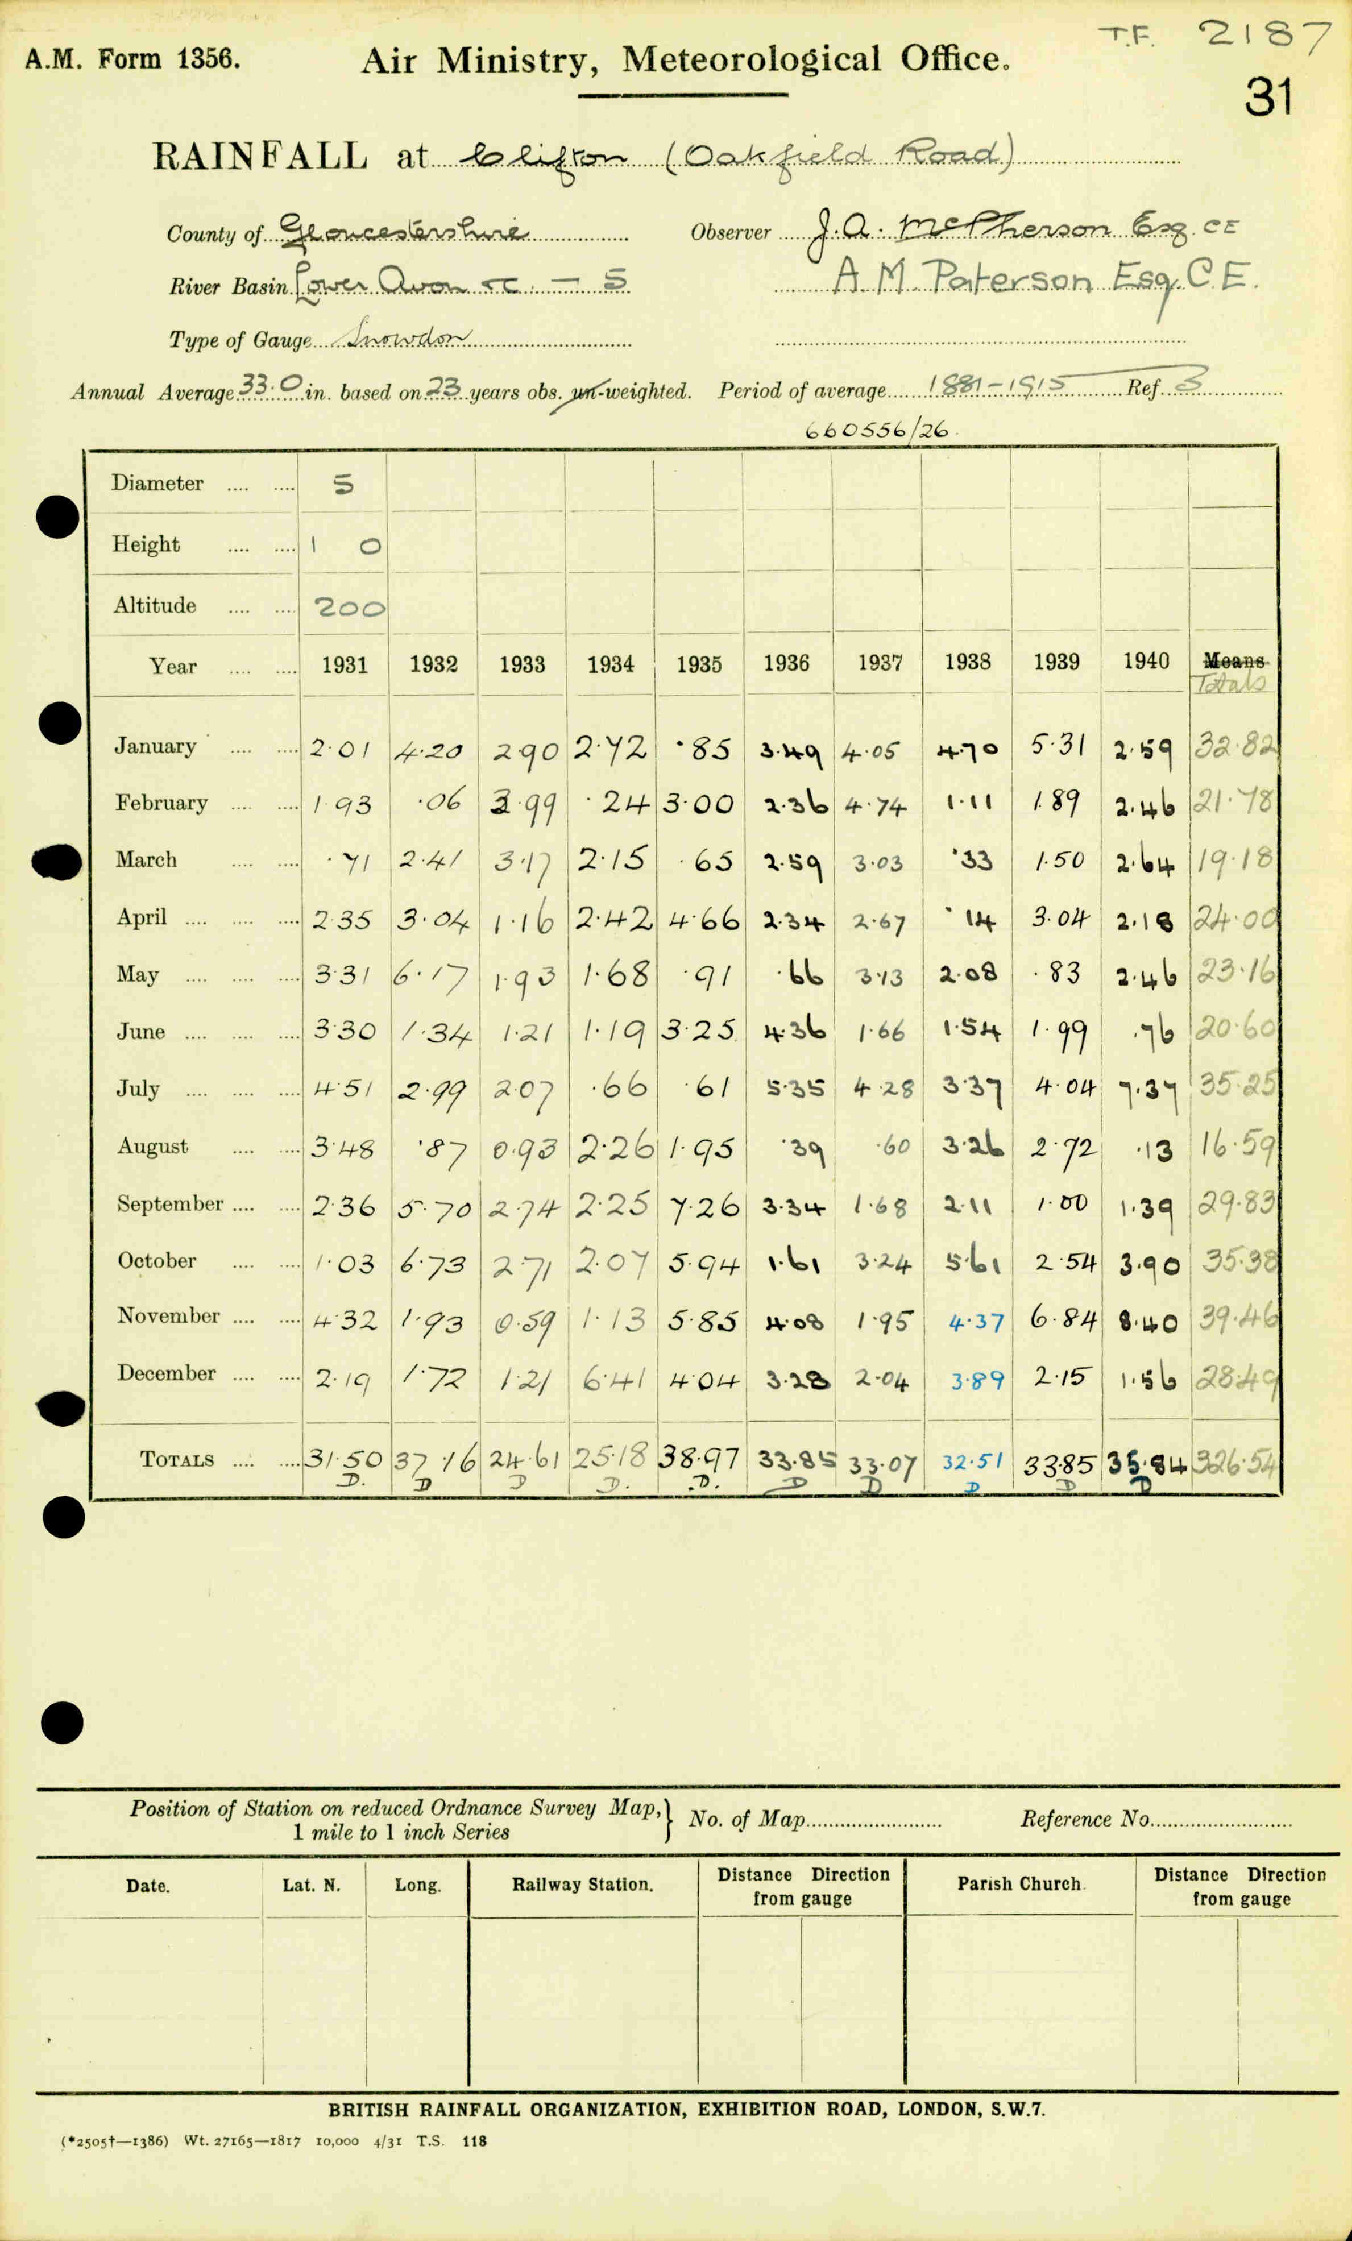 T.F. 2187
A.M. Form 1356. Air Ministry, Meteorological Office.
31
RAINFALL at Clifton (Oakfield Road)
County of Gloucestershire Observer J.A. McPherson Esq. CE
River Basin Lower Avon &c. — S A.M. Paterson Esq. C.E.
Type of Gauge Snowdon
Annual Average 33.0 in. based on 23 years obs. un-weighted. Period of average 1881-1915 Ref. 3
660556/26
Diameter .... .... 5
Height .... .... 1 0
Altitude .... .... 200
Year .... .... 1931 1932 1933 1934 1935 1936 1937 1938 1939 1940 Means
Totals
January .... .... 2.01 4.20 2.90 2.72 .85 3.49 4.05 4.70 5.31 2.59 32.82
February .... .... 1.93 .06 3.99 .24 3.00 2.36 4.74 1.11 1.89 2.46 21.78
March .... .... .71 2.41 3.17 2.15 .65 2.59 3.03 .33 1.50 2.64 19.18
April .... .... .... 2.35 3.04 1.16 2.42 4.66 2.34 2.67 .14 3.04 2.18 24.00
May .... .... .... 3.31 6.17 1.93 1.68 .91 .66 3.13 2.08 .83 2.46 23.16
June .... .... .... 3.30 1.34 1.21 1.19 3.25 4.36 1.66 1.54 1.99 .76 20.60
July .... .... .... 4.51 2.99 2.07 .66 .61 5.35 4.28 3.37 4.04 7.37 35.25
August .... .... 3.48 .87 0.93 2.26 1.95 .39 .60 3.26 2.72 .13 16.59
September .... .... 2.36 5.70 2.74 2.25 7.26 3.34 1.68 2.11 1.00 1.39 29.83
October .... .... 1.03 6.73 2.71 2.07 5.94 1.61 3.24 5.61 2.54 3.90 35.38
November .... .... 4.32 1.93 0.59 1.13 5.85 4.08 1.95 4.37 6.84 8.40 39.46
December .... .... 2.19 1.72 1.21 6.41 4.04 3.28 2.04 3.89 2.15 1.56 28.49
TOTALS .... .... 31.50 37.16 24.61 25.18 38.97 33.85 33.07 32.51 33.85 35.84 326.54
D. D D D. D. D D D D D
Position of Station on reduced Ordnance Survey Map, } No. of Map Reference No.
1 mile to 1 inch Series
Date. Lat. N. Long. Railway Station. Distance Direction from gauge Parish Church. Distance Direction from gauge
BRITISH RAINFALL ORGANIZATION, EXHIBITION ROAD, LONDON, S.W.7.
(*2505†—1386) Wt. 27165—1817 10,000 4/31 T.S. 118